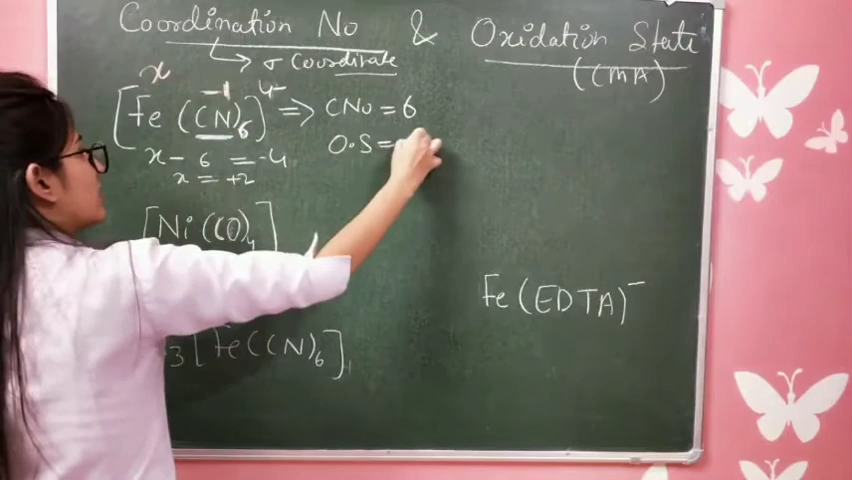 Coordination No & Oxidation State
↳ σ Coordinate
(CMA)
x -1
[Fe (CN)6]4- ⇒ CNo = 6
x - 6 = -4
x = +2
O.S =
[Ni (CO)4]
Fe (EDTA)-
3 [Fe(CN)6]